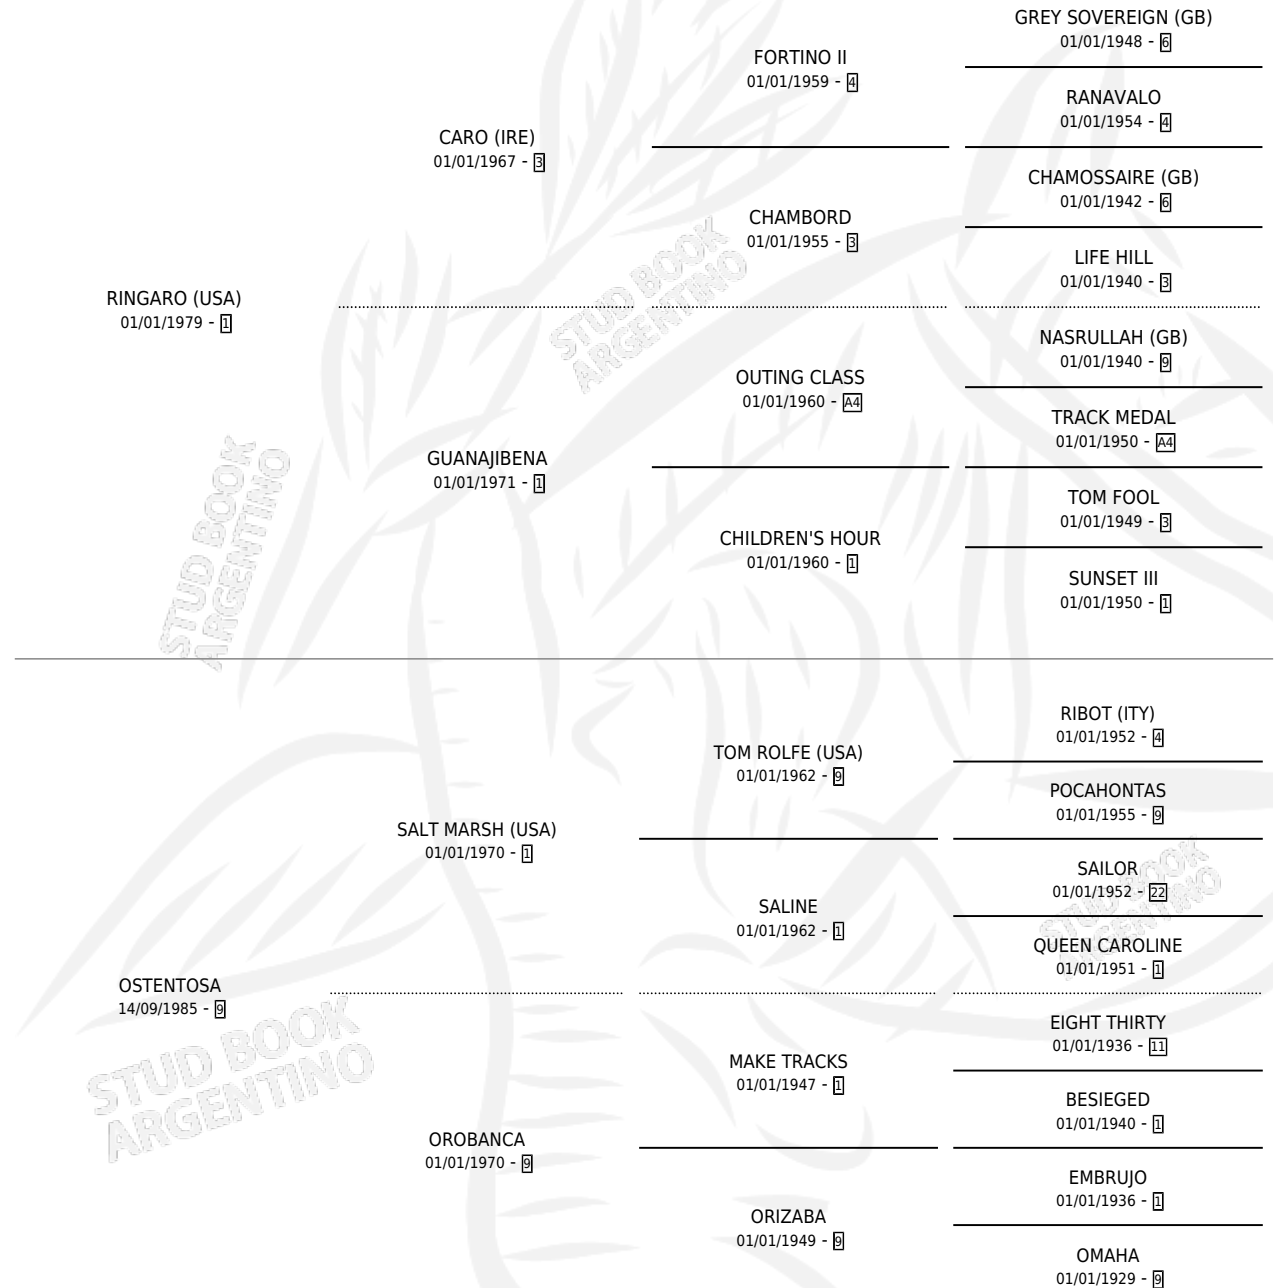 GREY SOVEREIGN (GB)
01/01/1948 - 6
FORTINO II
01/01/1959 - 4
RANAVALO
01/01/1954 - 4
CARO (IRE)
01/01/1967 - 3
CHAMOSSAIRE (GB)
01/01/1942 - 6
CHAMBORD
01/01/1955 - 3
LIFE HILL
01/01/1940 - 3
RINGARO (USA)
01/01/1979 - 1
NASRULLAH (GB)
01/01/1940 - 9
OUTING CLASS
01/01/1960 - A4
TRACK MEDAL
01/01/1950 - A4
GUANAJIBENA
01/01/1971 - 1
TOM FOOL
01/01/1949 - 3
CHILDREN'S HOUR
01/01/1960 - 1
SUNSET III
01/01/1950 - 1
STUD BOOK
ARGENTINO
STUD BOOK
ARGENTINO
RIBOT (ITY)
01/01/1952 - 4
TOM ROLFE (USA)
01/01/1962 - 9
POCAHONTAS
01/01/1955 - 9
SALT MARSH (USA)
01/01/1970 - 1
SAILOR
01/01/1952 - 22
SALINE
01/01/1962 - 1
QUEEN CAROLINE
01/01/1951 - 1
OSTENTOSA
14/09/1985 - 9
EIGHT THIRTY
01/01/1936 - 11
MAKE TRACKS
01/01/1947 - 1
BESIEGED
01/01/1940 - 1
OROBANCA
01/01/1970 - 9
EMBRUJO
01/01/1936 - 1
ORIZABA
01/01/1949 - 9
OMAHA
01/01/1929 - 9
STUD BOOK
ARGENTINO
STUD BOOK
ARGENTINO